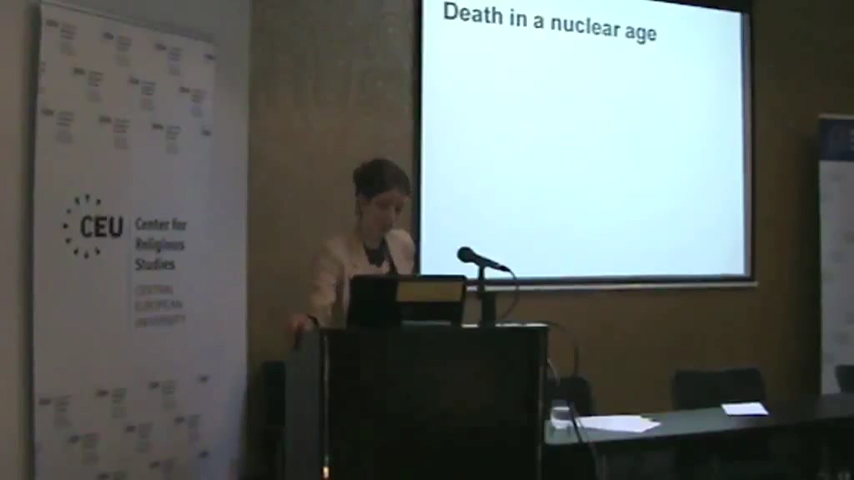 Death in a nuclear age
CEU
Center for
Religious
Studies
CENTRAL
EUROPEAN
UNIVERSITY